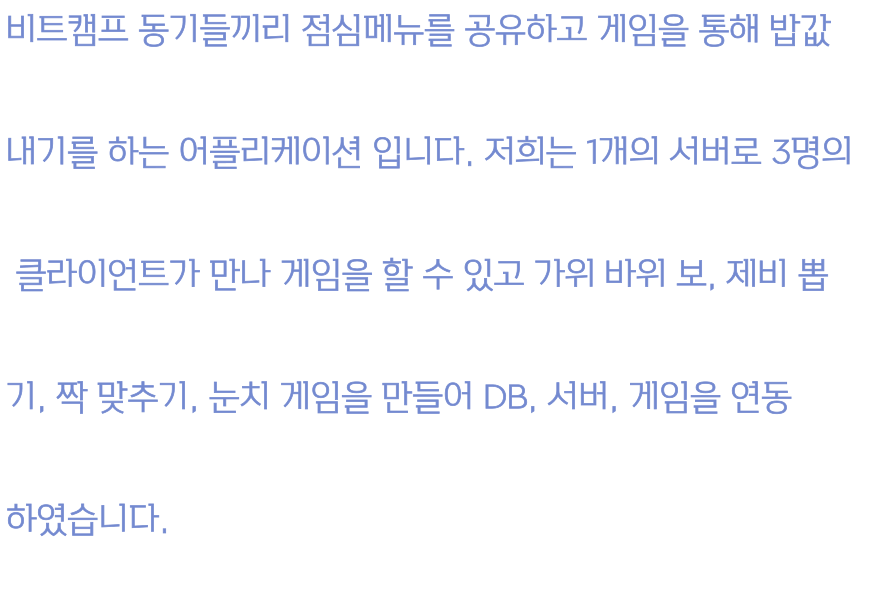 비트캠프 동기들끼리 점심메뉴를 공유하고 게임을 통해 밥값
내기를 하는 어플리케이션 입니다. 저희는 1개의 서버로 3명의
클라이언트가 만나 게임을 할 수 있고 가위 바위 보, 제비 뽑
기, 짝 맞추기, 눈치 게임을 만들어 DB, 서버, 게임을 연동
하였습니다.